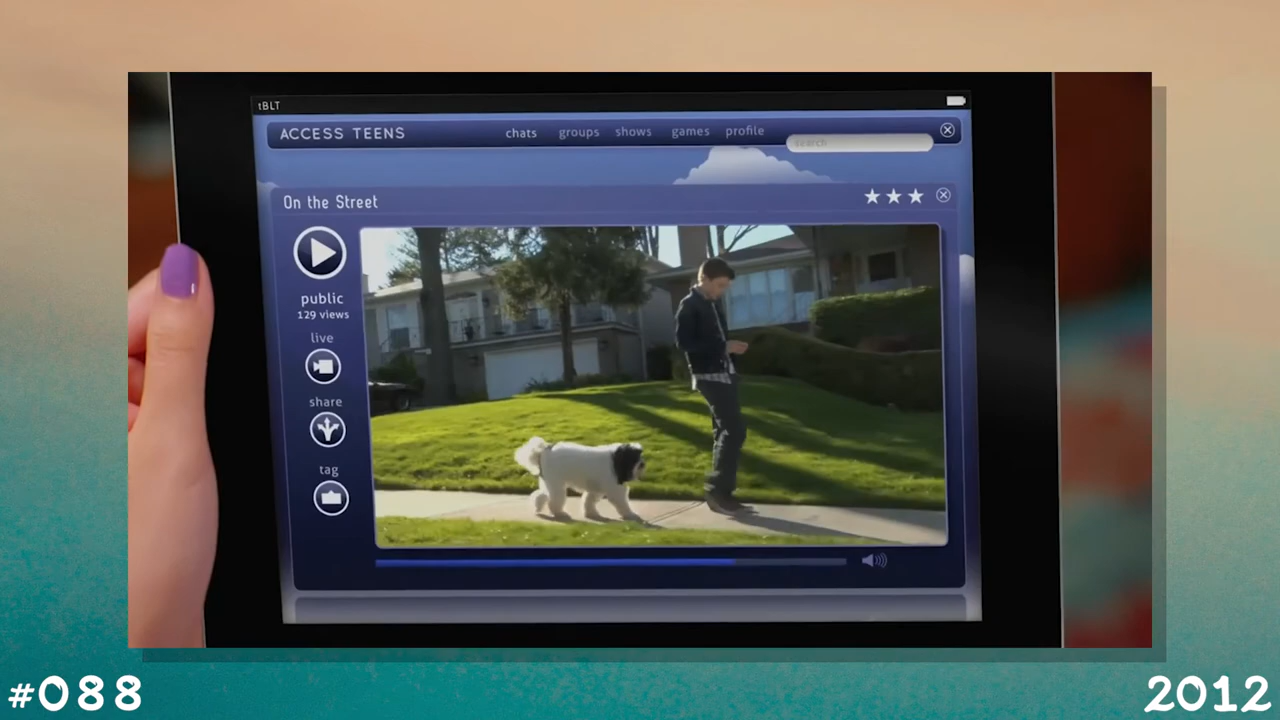 tBLT
ACCESS TEENS
chats groups shows games profile
search
On the Street
public
129 views
live
share
tag
#088
2012